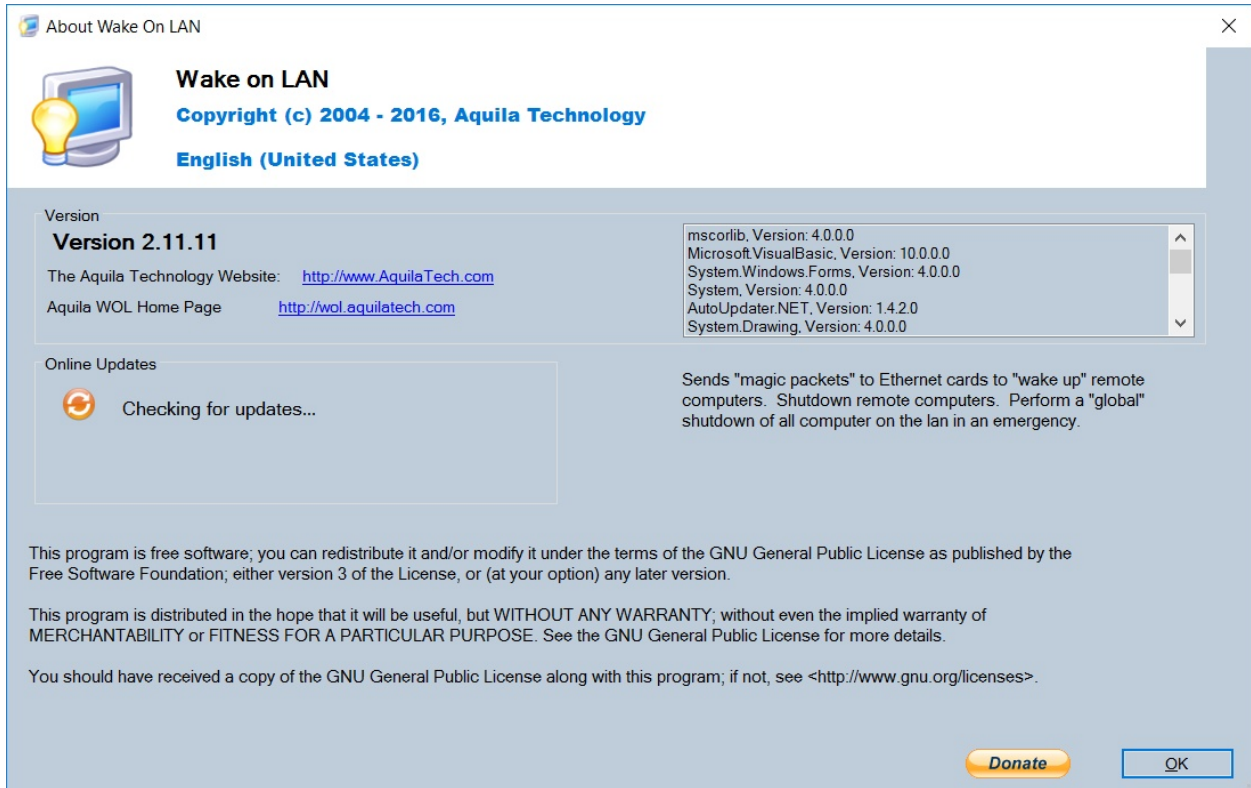 About Wake On LAN
Wake on LAN
Copyright (c) 2004 - 2016, Aquila Technology
English (United States)
Version
Version 2.11.11
The Aquila Technology Website: http://www.AquilaTech.com
Aquila WOL Home Page http://wol.aquilatech.com
mscorlib, Version: 4.0.0.0
Microsoft.VisualBasic, Version: 10.0.0.0
System.Windows.Forms, Version: 4.0.0.0
System, Version: 4.0.0.0
AutoUpdater.NET, Version: 1.4.2.0
System.Drawing, Version: 4.0.0.0
Online Updates
Checking for updates...
Sends "magic packets" to Ethernet cards to "wake up" remote
computers. Shutdown remote computers. Perform a "global"
shutdown of all computer on the lan in an emergency.
This program is free software; you can redistribute it and/or modify it under the terms of the GNU General Public License as published by the
Free Software Foundation; either version 3 of the License, or (at your option) any later version.
This program is distributed in the hope that it will be useful, but WITHOUT ANY WARRANTY; without even the implied warranty of
MERCHANTABILITY or FITNESS FOR A PARTICULAR PURPOSE. See the GNU General Public License for more details.
You should have received a copy of the GNU General Public License along with this program; if not, see <http://www.gnu.org/licenses>.
Donate
OK